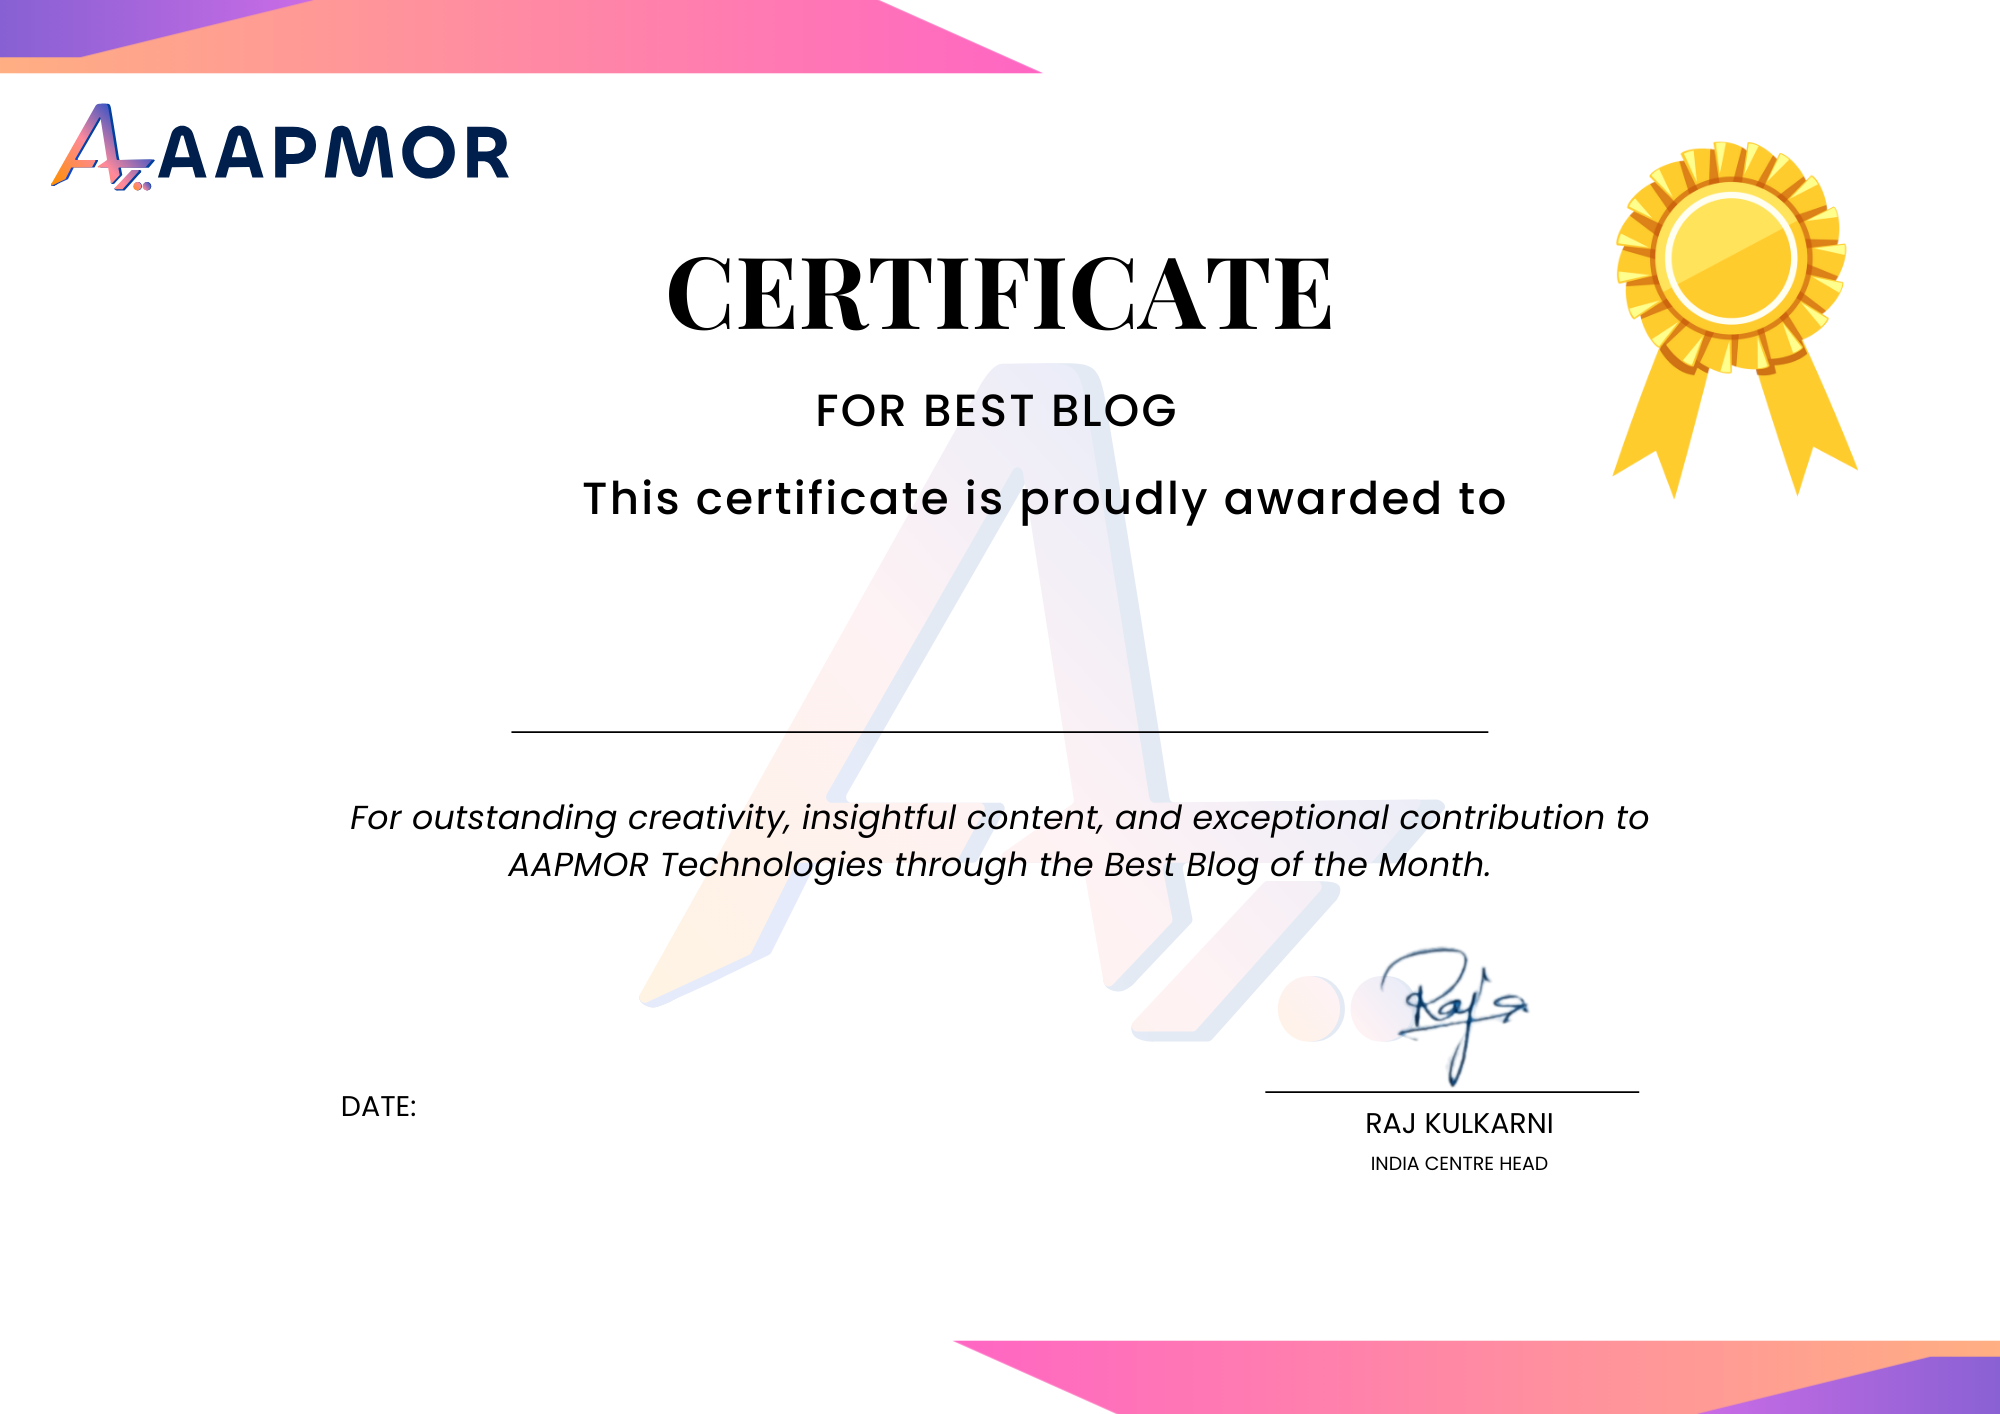 AAPMOR
CERTIFICATE
FOR BEST BLOG
This certificate is proudly awarded to
For outstanding creativity, insightful content, and exceptional contribution to
AAPMOR Technologies through the Best Blog of the Month.
Raj
DATE:
RAJ KULKARNI
INDIA CENTRE HEAD